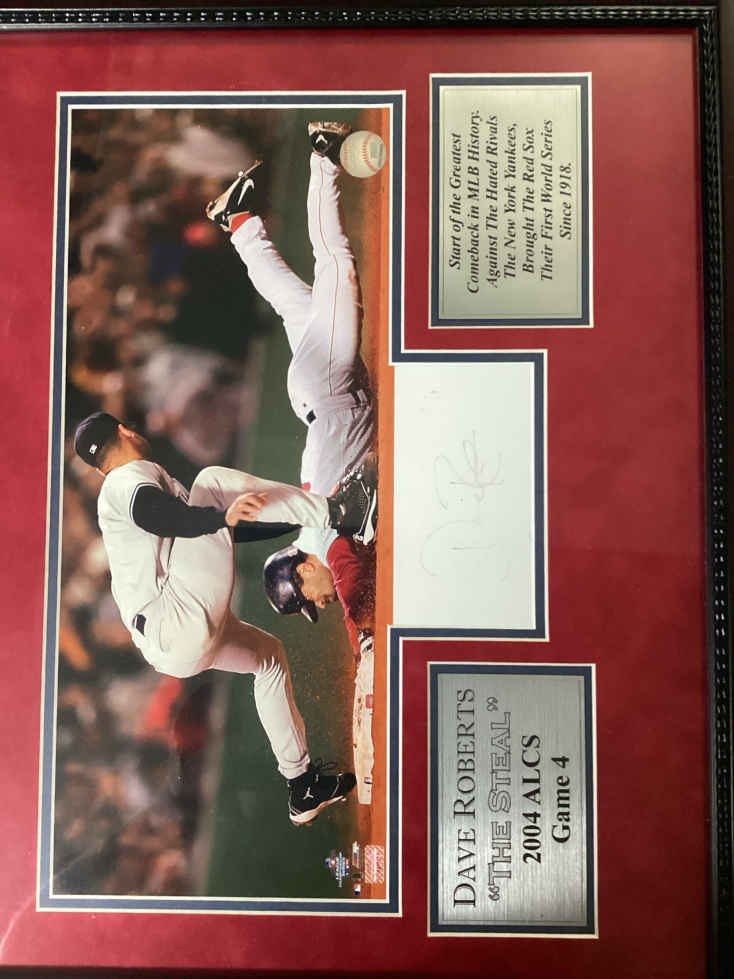 Start of the Greatest
Comeback in MLB History.
Against The Hated Rivals
The New York Yankees,
Brought The Red Sox
Their First World Series
Since 1918.
DAVE ROBERTS
“THE STEAL”
2004 ALCS
Game 4